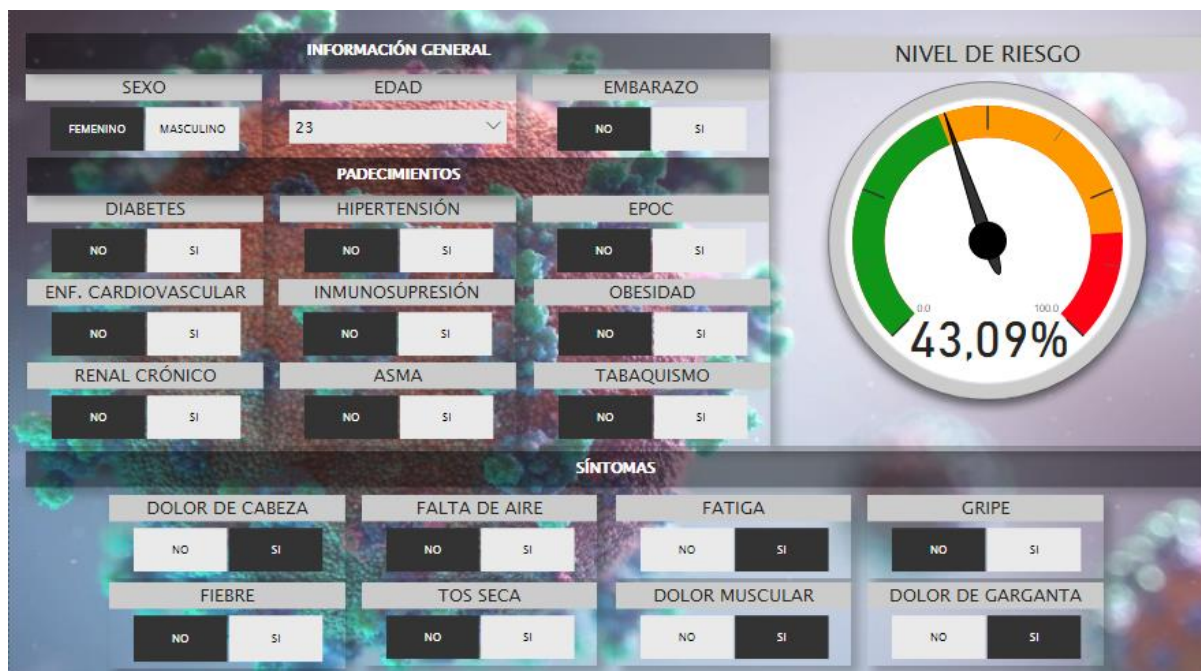 INFORMACIÓN GENERAL
NIVEL DE RIESGO
SEXO EDAD EMBARAZO
FEMENINO MASCULINO 23 NO SI
PADECIMIENTOS
DIABETES HIPERTENSIÓN EPOC
NO SI NO SI NO SI
ENF. CARDIOVASCULAR INMUNOSUPRESIÓN OBESIDAD
NO SI NO SI NO SI
0.0 100.0
43,09%
RENAL CRÓNICO ASMA TABAQUISMO
NO SI NO SI NO SI
SÍNTOMAS
DOLOR DE CABEZA FALTA DE AIRE FATIGA GRIPE
NO SI NO SI NO SI NO SI
FIEBRE TOS SECA DOLOR MUSCULAR DOLOR DE GARGANTA
NO SI NO SI NO SI NO SI